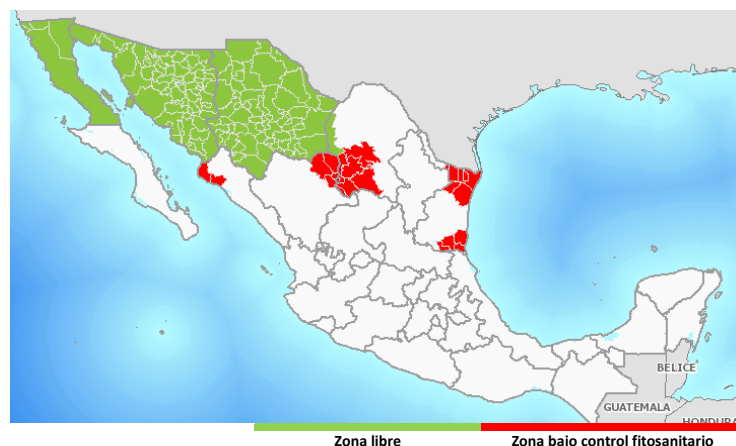 BELICE
GUATEMALA
HONDURA
Zona libre
Zona bajo control fitosanitario